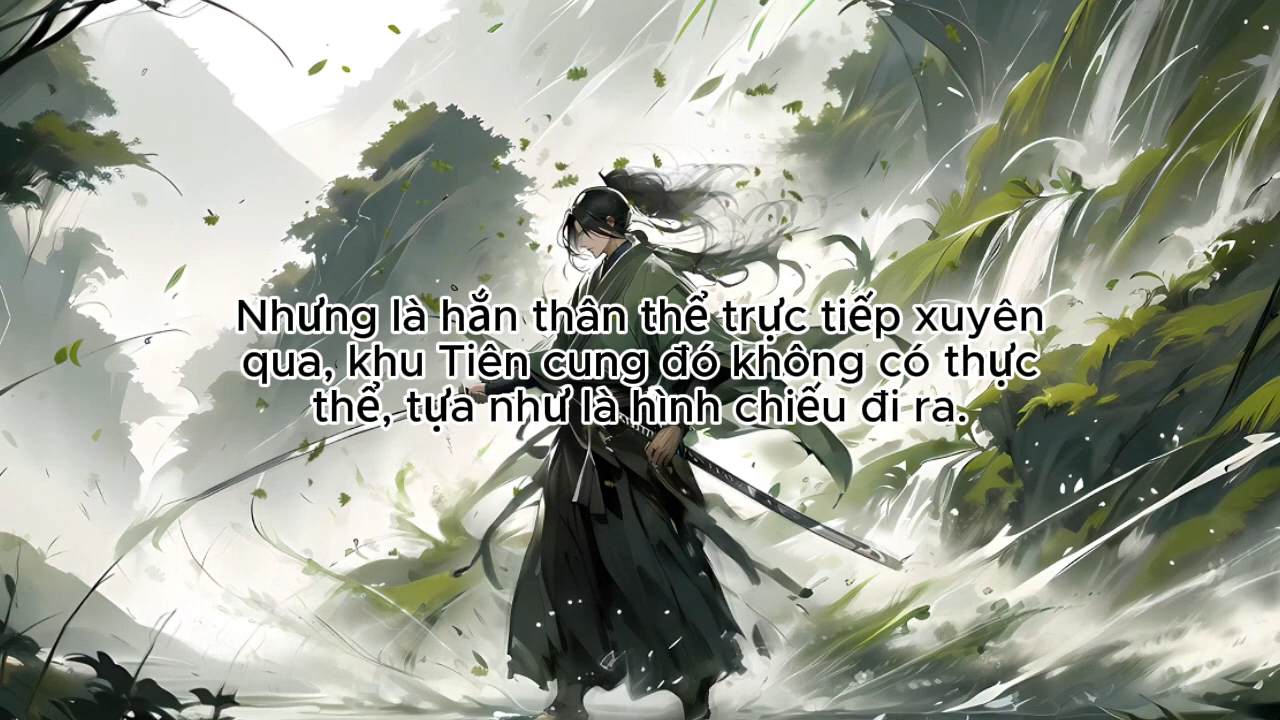 Nhưng là hắn thân thể trực tiếp xuyên
qua, khu Tiên cung đó không có thực
thể, tựa như là hình chiếu đi ra.